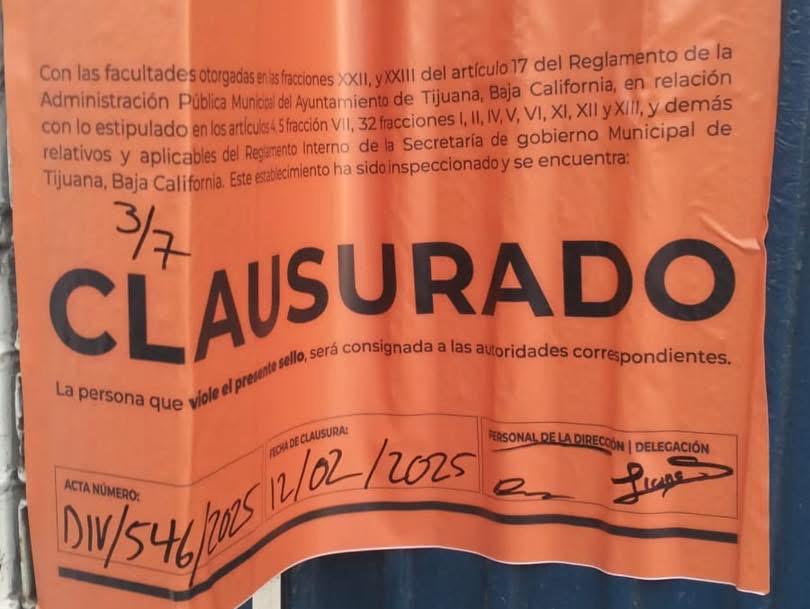 Con las facultades otorgadas en las fracciones XXII, y XXIII del artículo 17 del Reglamento de la
Administración Pública Municipal del Ayuntamiento de Tijuana, Baja California, en relación
con lo estipulado en los artículos 4, 5 fracción VII, 32 fracciones I, II, IV, V, VI, XI, XII y XIII, y demás
relativos y aplicables del Reglamento Interno de la Secretaría de gobierno Municipal de
Tijuana, Baja California. Este establecimiento ha sido inspeccionado y se encuentra:
3/7
CLAUSURADO
La persona que viole el presente sello, será consignada a las autoridades correspondientes.
ACTA NÚMERO:
DIV/546/2025
FECHA DE CLAUSURA:
12/02/2025
PERSONAL DE LA DIRECCIÓN | DELEGACIÓN